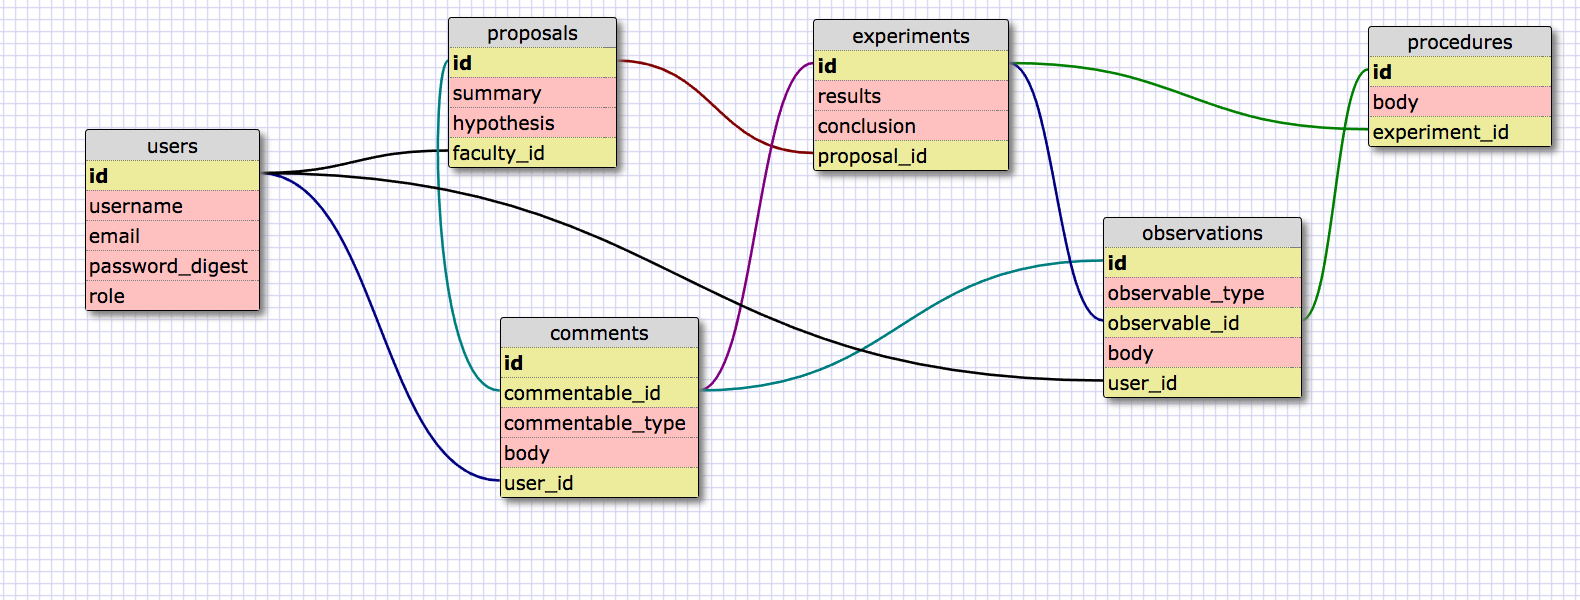 users
id
username
email
password_digest
role
proposals
id
summary
hypothesis
faculty_id
comments
id
commentable_id
commentable_type
body
user_id
experiments
id
results
conclusion
proposal_id
observations
id
observable_type
observable_id
body
user_id
procedures
id
body
experiment_id